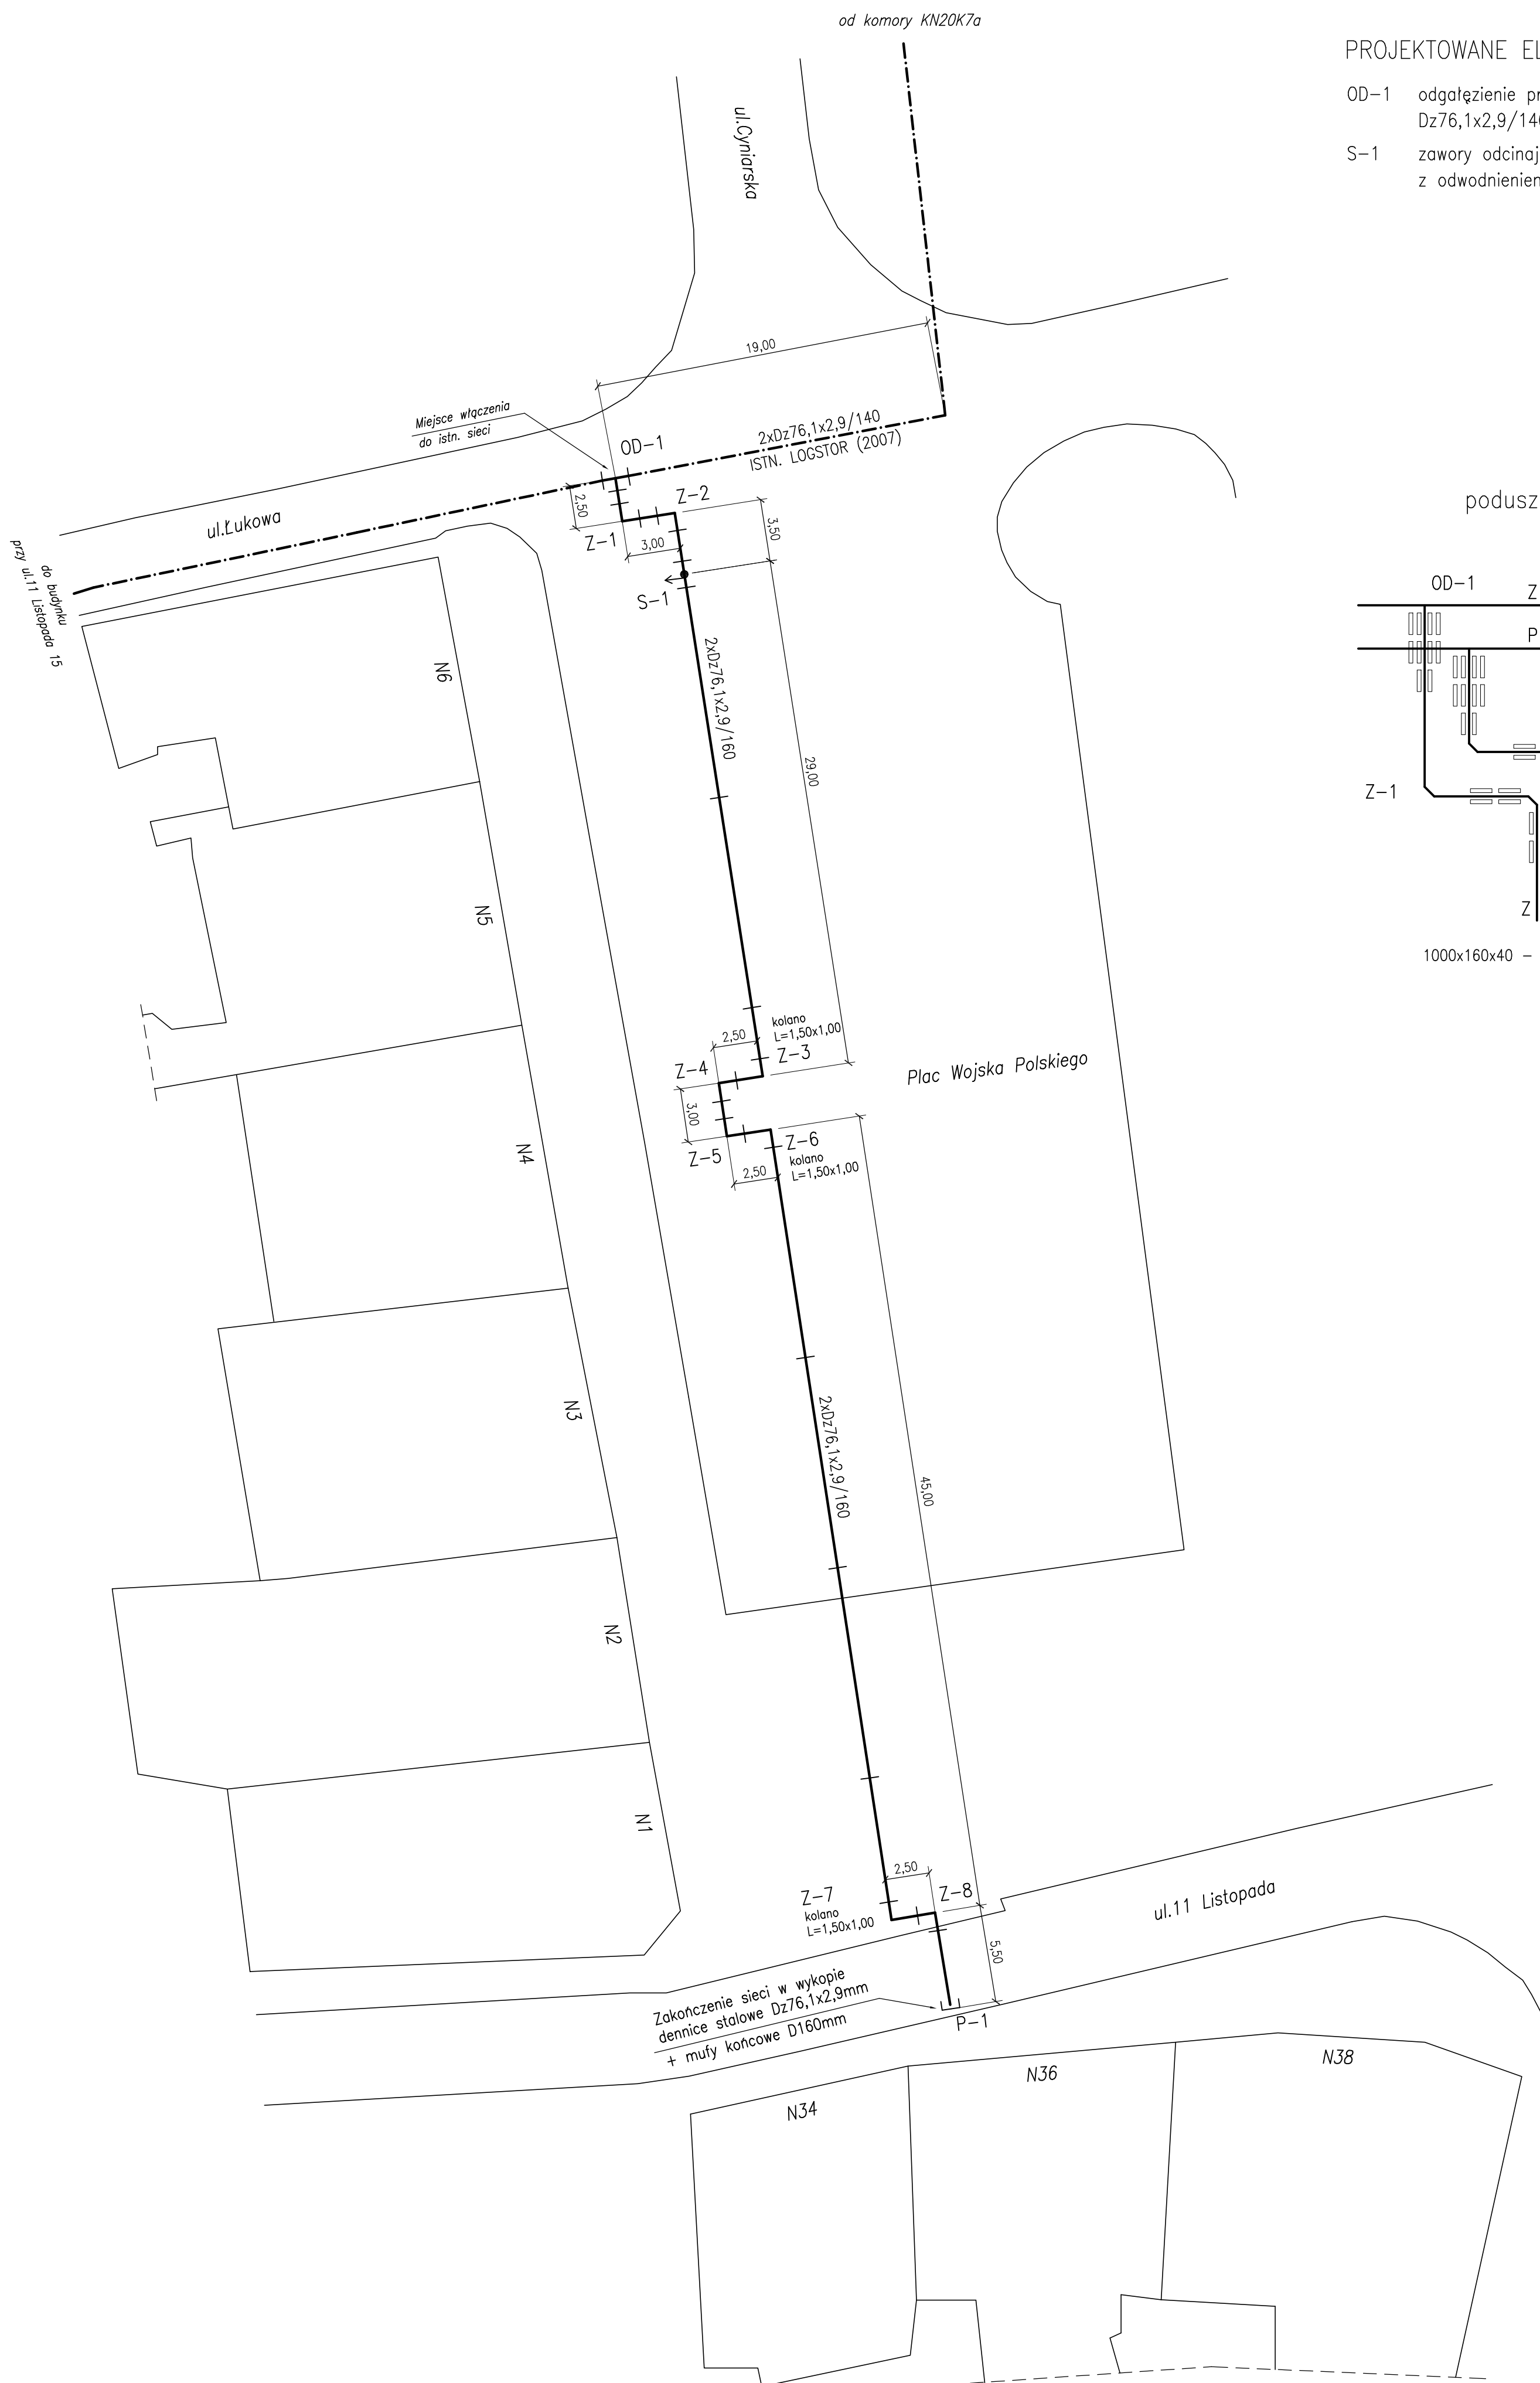 od komory KN20K7a
PROJEKTOWANE EL
OD-1 odgałęzienie pr
Dz76,1x2,9/140
S-1 zawory odcinaj
z odwodnieniem
ul.Cyniarska
19,00
Miejsce włączenia
do istn. sieci
OD-1
2xDz76,1x2,9/140
ISTN. LOGSTOR (2007)
ul.Łukowa
2,50
Z-2
Z-1
3,00
3,50
S-1
do budynku
przy ul.11 Listopada 15
podusz
OD-1
Z
P
Z-1
Z
1000x160x40 -
N6
2xDz76,1x2,9/160
29,00
N5
kolano
L=1,50x1,00
2,50
Z-3
Z-4
Plac Wojska Polskiego
3,00
Z-6
kolano
L=1,50x1,00
Z-5
2,50
N4
N3
2xDz76,1x2,9/160
45,00
N2
N1
2,50
Z-7
kolano
L=1,50x1,00
Z-8
ul.11 Listopada
5,50
Zakończenie sieci w wykopie
dennice stalowe Dz76,1x2,9mm
+ mufy końcowe D160mm
P-1
N34
N36
N38